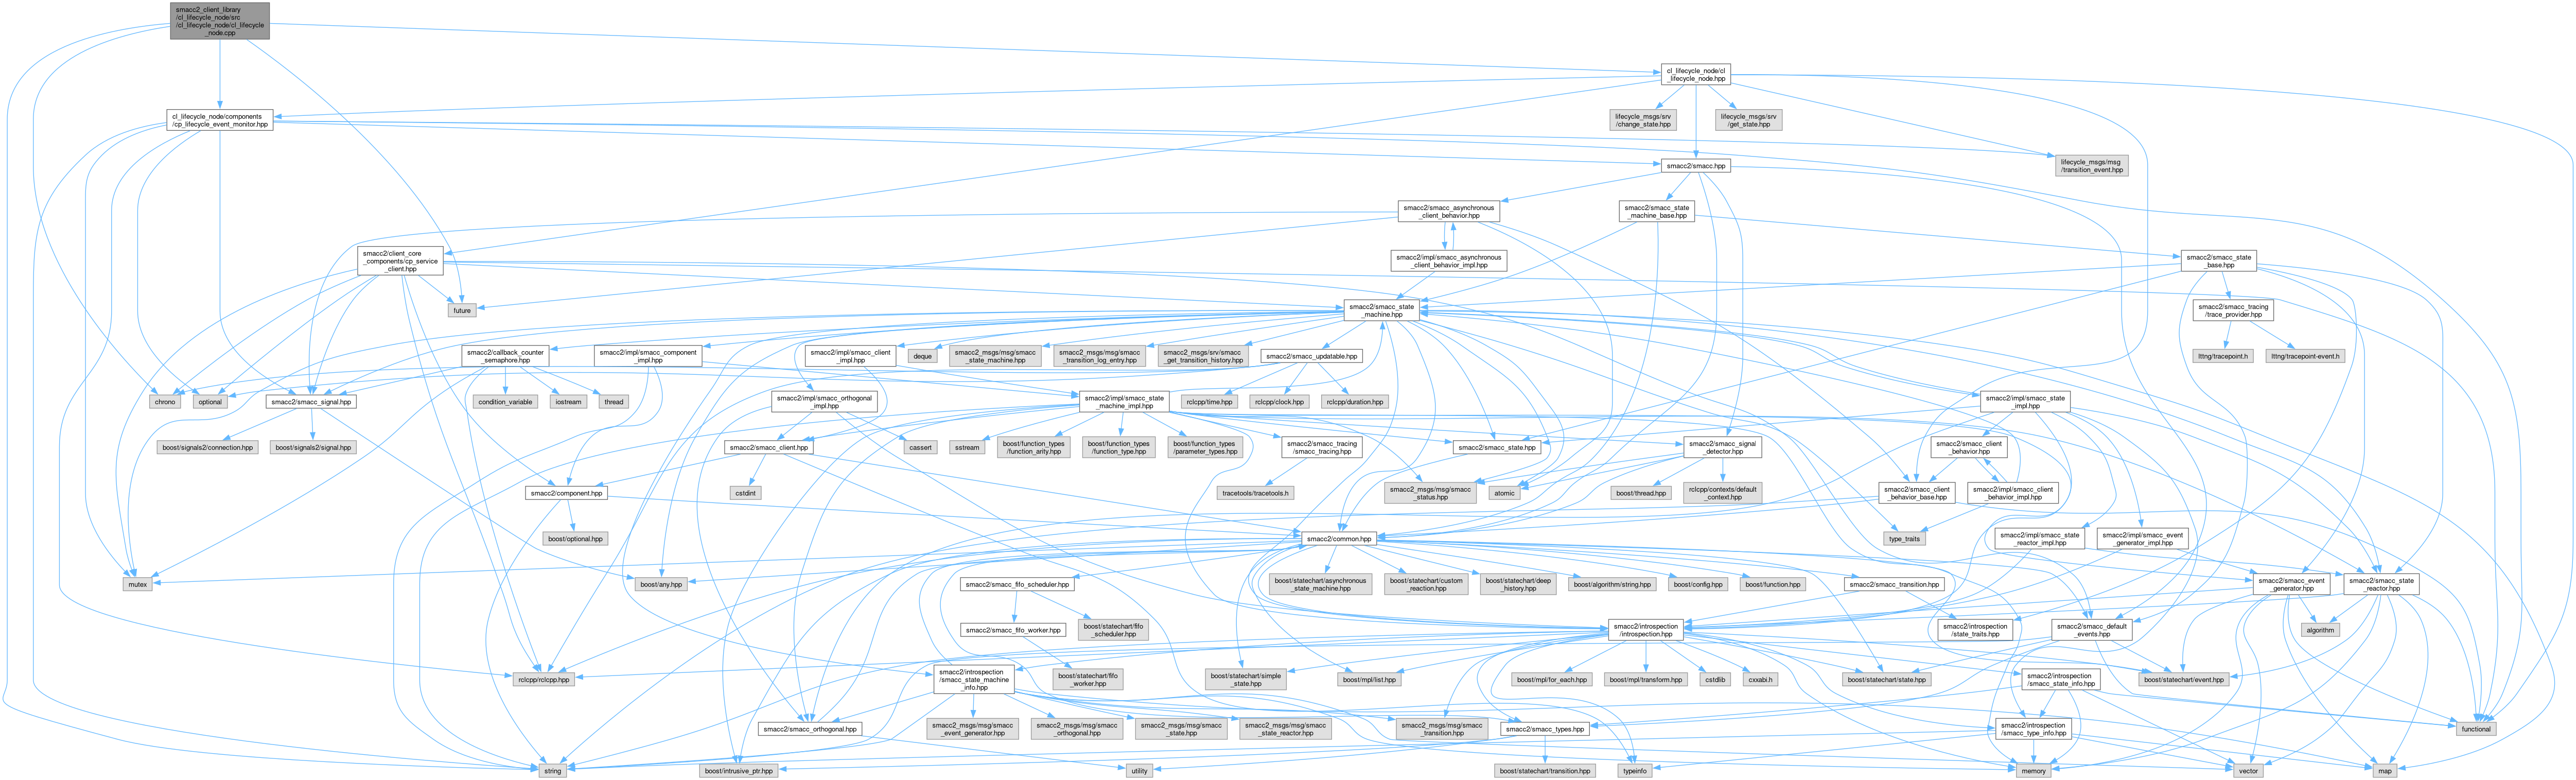 smacc2_client_library
/cl_lifecycle_node/src
/cl_lifecycle_node/cl_lifecycle
_node.cpp
cl_lifecycle_node/cl
_lifecycle_node.hpp
cl_lifecycle_node/components
/cp_lifecycle_event_monitor.hpp
lifecycle_msgs/srv
/change_state.hpp
lifecycle_msgs/srv
/get_state.hpp
smacc2/smacc.hpp
lifecycle_msgs/msg
/transition_event.hpp
smacc2/smacc_asynchronous
_client_behavior.hpp
smacc2/smacc_state
_machine_base.hpp
smacc2/client_core
_components/cp_service
_client.hpp
smacc2/impl/smacc_asynchronous
_client_behavior_impl.hpp
smacc2/smacc_state
_base.hpp
future
smacc2/smacc_state
_machine.hpp
smacc2/smacc_tracing
/trace_provider.hpp
smacc2/callback_counter
_semaphore.hpp
smacc2/impl/smacc_component
_impl.hpp
smacc2/impl/smacc_client
_impl.hpp
deque
smacc2_msgs/msg/smacc
_state_machine.hpp
smacc2_msgs/msg/smacc
_transition_log_entry.hpp
smacc2_msgs/srv/smacc
_get_transition_history.hpp
smacc2/smacc_updatable.hpp
lttng/tracepoint.h
lttng/tracepoint-event.h
chrono
optional
smacc2/smacc_signal.hpp
condition_variable
iostream
thread
smacc2/impl/smacc_orthogonal
_impl.hpp
smacc2/impl/smacc_state
_machine_impl.hpp
rclcpp/time.hpp
rclcpp/clock.hpp
rclcpp/duration.hpp
smacc2/impl/smacc_state
_impl.hpp
boost/signals2/connection.hpp
boost/signals2/signal.hpp
smacc2/smacc_client.hpp
cassert
sstream
boost/function_types
/function_arity.hpp
boost/function_types
/function_type.hpp
boost/function_types
/parameter_types.hpp
smacc2/smacc_tracing
/smacc_tracing.hpp
smacc2/smacc_state.hpp
smacc2/smacc_signal
_detector.hpp
smacc2/smacc_client
_behavior.hpp
smacc2/component.hpp
cstdint
tracetools/tracetools.h
smacc2_msgs/msg/smacc
_status.hpp
atomic
boost/thread.hpp
rclcpp/contexts/default
_context.hpp
smacc2/smacc_client
_behavior_base.hpp
smacc2/impl/smacc_client
_behavior_impl.hpp
boost/optional.hpp
smacc2/common.hpp
type_traits
smacc2/impl/smacc_state
_reactor_impl.hpp
smacc2/impl/smacc_event
_generator_impl.hpp
mutex
boost/any.hpp
smacc2/smacc_fifo_scheduler.hpp
boost/statechart/asynchronous
_state_machine.hpp
boost/statechart/custom
_reaction.hpp
boost/statechart/deep
_history.hpp
boost/algorithm/string.hpp
boost/config.hpp
boost/function.hpp
smacc2/smacc_transition.hpp
smacc2/smacc_event
_generator.hpp
smacc2/smacc_state
_reactor.hpp
smacc2/smacc_fifo_worker.hpp
boost/statechart/fifo
_scheduler.hpp
smacc2/introspection
/introspection.hpp
smacc2/introspection
/state_traits.hpp
smacc2/smacc_default
_events.hpp
algorithm
rclcpp/rclcpp.hpp
smacc2/introspection
/smacc_state_machine
_info.hpp
boost/statechart/fifo
_worker.hpp
boost/statechart/simple
_state.hpp
boost/mpl/list.hpp
boost/mpl/for_each.hpp
boost/mpl/transform.hpp
cstdlib
cxxabi.h
boost/statechart/state.hpp
smacc2/introspection
/smacc_state_info.hpp
boost/statechart/event.hpp
smacc2/smacc_orthogonal.hpp
smacc2_msgs/msg/smacc
_event_generator.hpp
smacc2_msgs/msg/smacc
_orthogonal.hpp
smacc2_msgs/msg/smacc
_state.hpp
smacc2_msgs/msg/smacc
_state_reactor.hpp
smacc2_msgs/msg/smacc
_transition.hpp
smacc2/smacc_types.hpp
smacc2/introspection
/smacc_type_info.hpp
functional
string
boost/intrusive_ptr.hpp
utility
boost/statechart/transition.hpp
typeinfo
memory
vector
map